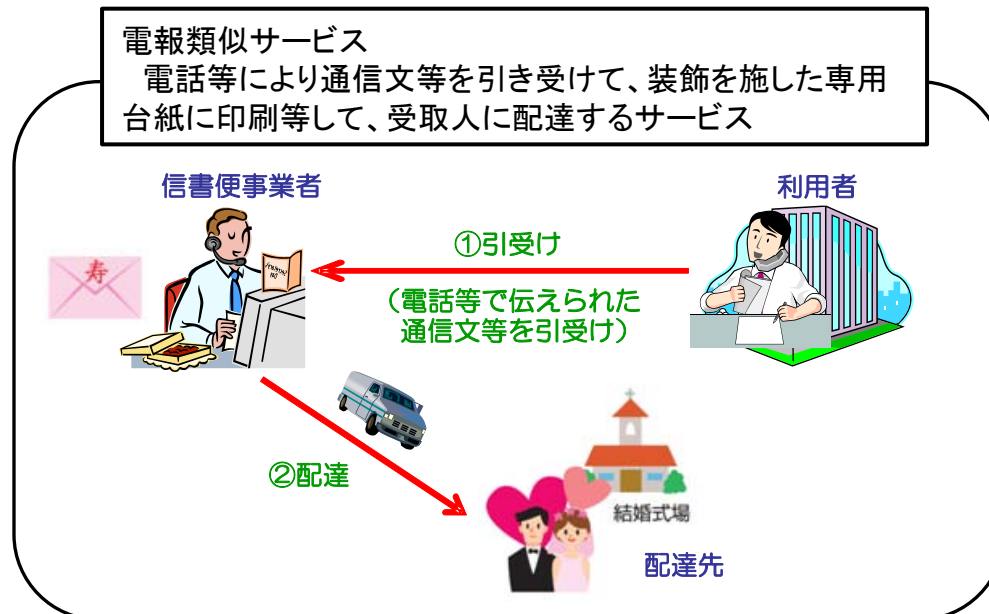 電報類似サービス
電話等により通信文等を引き受けて、装飾を施した専用
台紙に印刷等して、受取人に配達するサービス
信書便事業者
利用者
①引受け
（電話等で伝えられた
通信文等を引受け）
寿
②配達
結婚式場
配達先